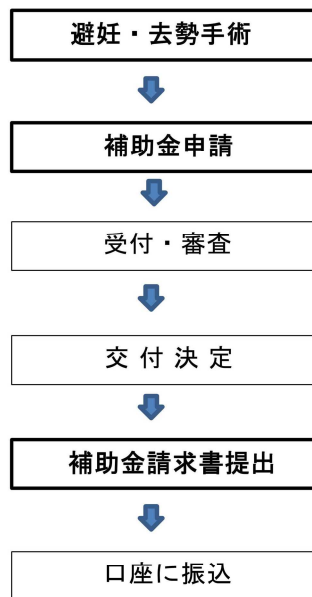 避妊・去勢手術
補助金申請
受付・審査
交 付 決 定
補助金請求書提出
口座に振込